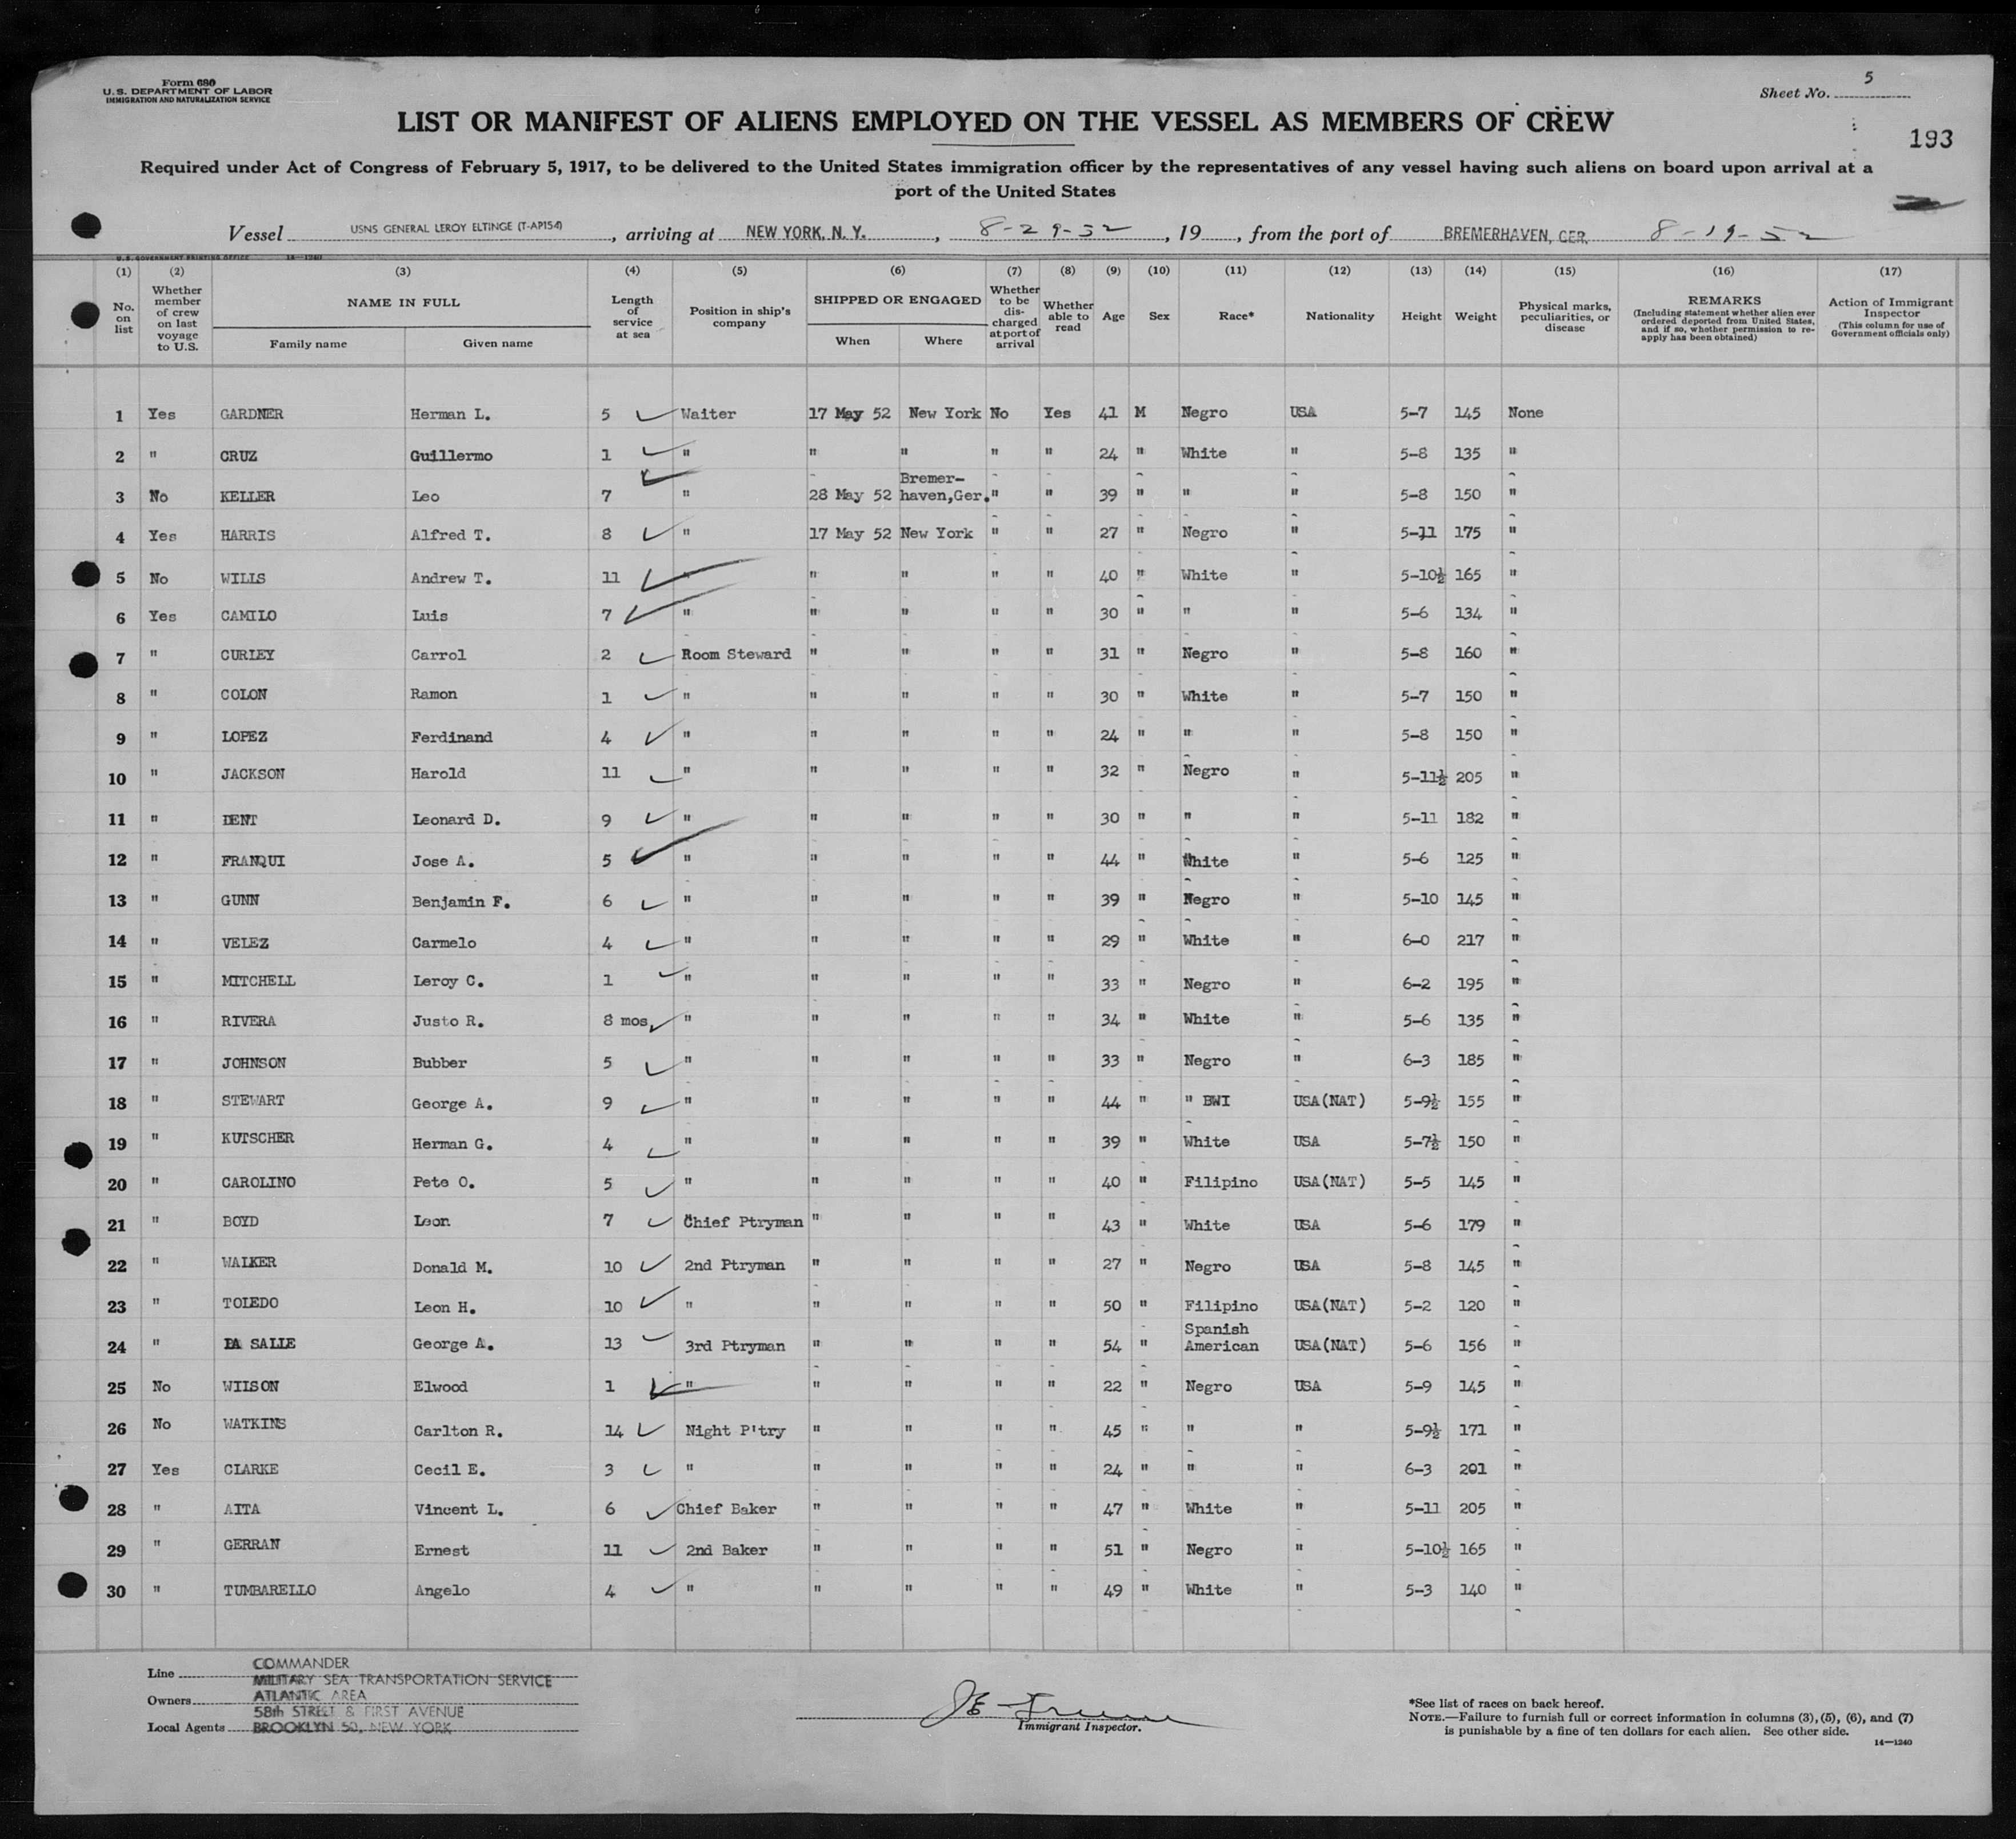 Form 680
U. S. DEPARTMENT OF LABOR
IMMIGRATION AND NATURALIZATION SERVICE
Sheet No. 5
LIST OR MANIFEST OF ALIENS EMPLOYED ON THE VESSEL AS MEMBERS OF CREW
193
Required under Act of Congress of February 5, 1917, to be delivered to the United States immigration officer by the representatives of any vessel having such aliens on board upon arrival at a
port of the United States
Vessel USNS GENERAL LEROY ELTINGE (T-AP154), arriving at NEW YORK, N. Y., 8-29-52, 19, from the port of BREMERHAVEN, GER. 8-19-52
U. S. GOVERNMENT PRINTING OFFICE 14-1240
(1) (2) (3) (4) (5) (6) (7) (8) (9) (10) (11) (12) (13) (14) (15) (16) (17)
No. on list
Whether member of crew on last voyage to U.S.
NAME IN FULL
Family name
Given name
Length of service at sea
Position in ship's company
SHIPPED OR ENGAGED
When
Where
Whether to be discharged at port of arrival
Whether able to read
Age
Sex
Race*
Nationality
Height
Weight
Physical marks, peculiarities, or disease
REMARKS
(Including statement whether alien ever ordered deported from United States, and if so, whether permission to reapply has been obtained)
Action of Immigrant Inspector
(This column for use of Government officials only)
1 Yes GARDNER Herman L. 5 Waiter 17 May 52 New York No Yes 41 M Negro USA 5-7 145 None
2 " CRUZ Guillermo 1 " " " " " 24 " White " 5-8 135 "
3 No KELLER Leo 7 " 28 May 52 Bremerhaven,Ger. " " 39 " " " 5-8 150 "
4 Yes HARRIS Alfred T. 8 " 17 May 52 New York " " 27 " Negro " 5-11 175 "
5 No WILLS Andrew T. 11 " " " " " 40 " White " 5-10½ 165 "
6 Yes CAMILO Luis 7 " " " " " 30 " " " 5-6 134 "
7 " CURLEY Carrol 2 Room Steward " " " " 31 " Negro " 5-8 160 "
8 " COLON Ramon 1 " " " " " 30 " White " 5-7 150 "
9 " LOPEZ Ferdinand 4 " " " " " 24 " " " 5-8 150 "
10 " JACKSON Harold 11 " " " " " 32 " Negro " 5-11½ 205 "
11 " DENT Leonard D. 9 " " " " " 30 " " " 5-11 182 "
12 " FRANQUI Jose A. 5 " " " " " 44 " White " 5-6 125 "
13 " GUNN Benjamin F. 6 " " " " " 39 " Negro " 5-10 145 "
14 " VELEZ Carmelo 4 " " " " " 29 " White " 6-0 217 "
15 " MITCHELL Leroy C. 1 " " " " " 33 " Negro " 6-2 195 "
16 " RIVERA Justo R. 8 mos " " " " " 34 " White " 5-6 135 "
17 " JOHNSON Bubber 5 " " " " " 33 " Negro " 6-3 185 "
18 " STEWART George A. 9 " " " " " 44 " " BWI USA(NAT) 5-9½ 155 "
19 " KUTSCHER Herman G. 4 " " " " " 39 " White USA 5-7½ 150 "
20 " CAROLINO Pete O. 5 " " " " " 40 " Filipino USA(NAT) 5-5 145 "
21 " BOYD Leon 7 Chief Ptryman " " " " 43 " White USA 5-6 179 "
22 " WALKER Donald M. 10 2nd Ptryman " " " " 27 " Negro USA 5-8 145 "
23 " TOLEDO Leon H. 10 " " " " " 50 " Filipino USA(NAT) 5-2 120 "
24 " LA SALLE George A. 13 3rd Ptryman " " " " 54 " Spanish American USA(NAT) 5-6 156 "
25 No WILSON Elwood 1 " " " " " 22 " Negro USA 5-9 145 "
26 No WATKINS Carlton R. 14 Night P'try " " " " 45 " " " 5-9½ 171 "
27 Yes CLARKE Cecil E. 3 " " " " " 24 " " " 6-3 201 "
28 " AITA Vincent L. 6 Chief Baker " " " " 47 " White " 5-11 205 "
29 " GERRAN Ernest 11 2nd Baker " " " " 51 " Negro " 5-10½ 165 "
30 " TUMBARELLO Angelo 4 " " " " " 49 " White " 5-3 140 "
Line
Owners
Local Agents
COMMANDER
MILITARY SEA TRANSPORTATION SERVICE
ATLANTIC AREA
58th STREET & FIRST AVENUE
BROOKLYN 50, NEW YORK
Immigrant Inspector.
*See list of races on back hereof.
NOTE.—Failure to furnish full or correct information in columns (3), (5), (6), and (7)
is punishable by a fine of ten dollars for each alien. See other side.
14—1240